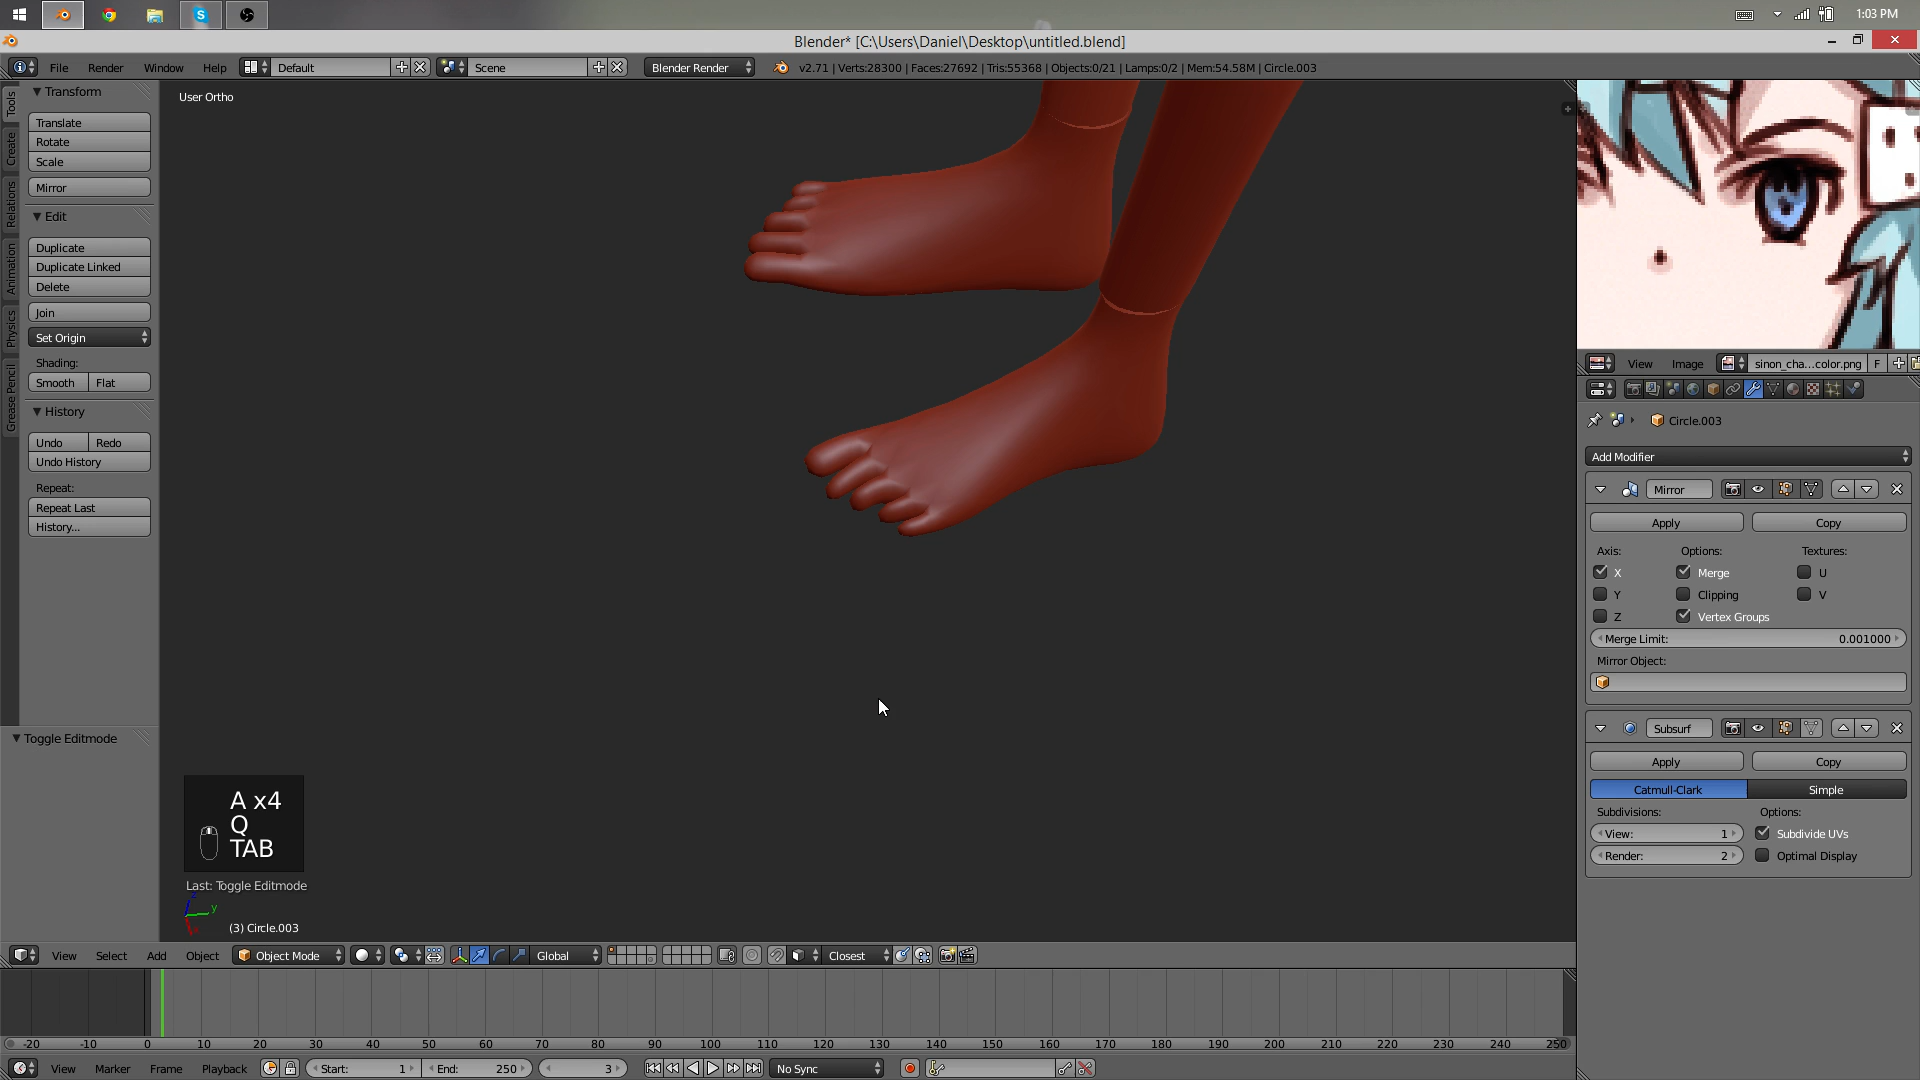 1:03 PM
Blender* [C:\Users\Daniel\Desktop\untitled.blend]
File Render Window Help Default Scene Blender Render v2.71 | Verts:28300 | Faces:27692 | Tris:55368 | Objects:0/21 | Lamps:0/2 | Mem:54.58M | Circle.003
Tools
Create
Relations
Animation
Physics
Grease Pencil
Transform
Translate
Rotate
Scale
Mirror
Edit
Duplicate
Duplicate Linked
Delete
Join
Set Origin
Shading:
Smooth Flat
History
Undo Redo
Undo History
Repeat:
Repeat Last
History...
Toggle Editmode
User Ortho
A x4
Q
TAB
Last: Toggle Editmode
y
(3) Circle.003
View Image sinon_cha...color.png F
Circle.003
Add Modifier
Mirror
Apply Copy
Axis: Options: Textures:
X Merge U
Y Clipping V
Z Vertex Groups
Merge Limit: 0.001000
Mirror Object:
Subsurf
Apply Copy
Catmull-Clark Simple
Subdivisions: Options:
View: 1 Subdivide UVs
Render: 2 Optimal Display
View Select Add Object Object Mode Global Closest
-20 -10 0 10 20 30 40 50 60 70 80 90 100 110 120 130 140 150 160 170 180 190 200 210 220 230 240 250
View Marker Frame Playback Start: 1 End: 250 3 No Sync